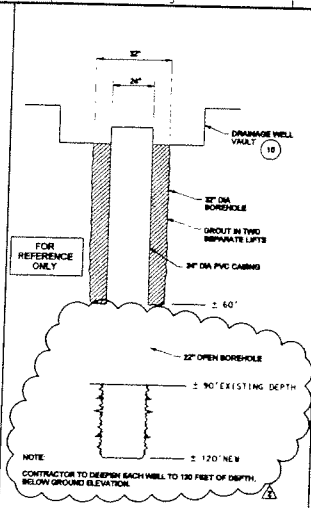 32"
24"
DRAINAGE WELL
VAULT
10
32" DIA
BOREHOLE
GROUT IN TWO
SEPARATE LIFTS
FOR
REFERENCE
ONLY
24" DIA PVC CASING
± 60'
22" OPEN BOREHOLE
± 90' EXISTING DEPTH
± 120' NEW
NOTE:
CONTRACTOR TO DEEPEN EACH WELL TO 120 FEET OF DEPTH,
BELOW GROUND ELEVATION.